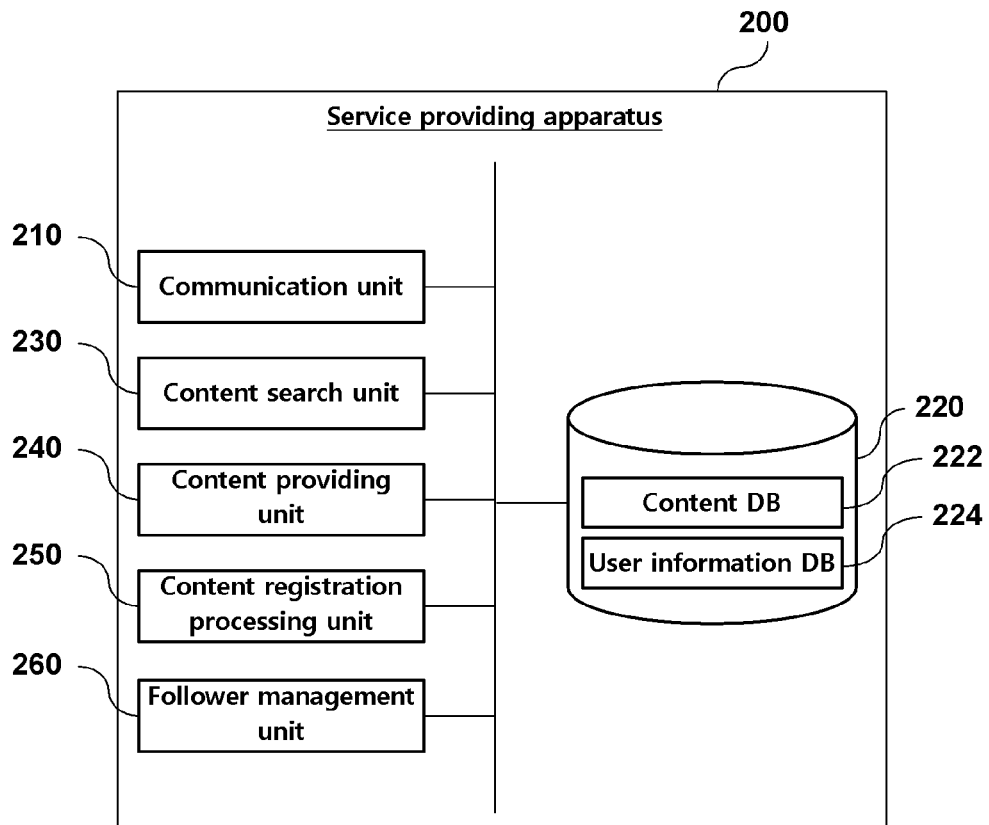 200
Service providing apparatus
210
Communication unit
230
Content search unit
240
Content providing
unit
250
Content registration
processing unit
260
Follower management
unit
220
222
Content DB
224
User information DB